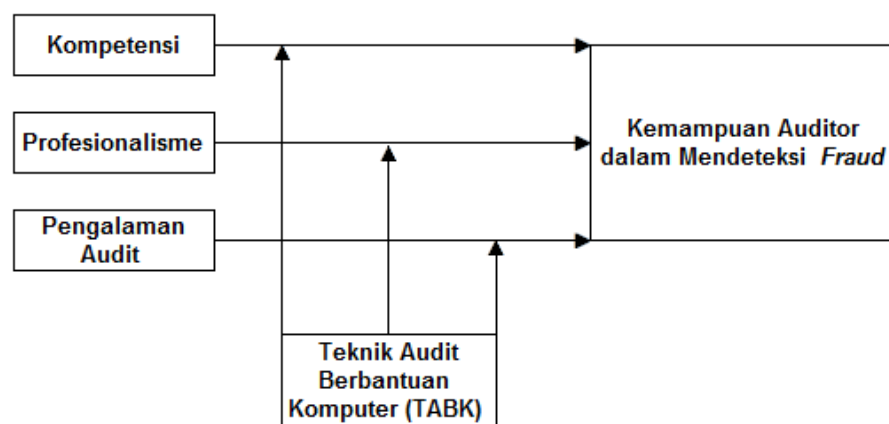 Kompetensi
Profesionalisme
Pengalaman
Audit
Kemampuan Auditor
dalam Mendeteksi Fraud
Teknik Audit
Berbantuan
Komputer (TABK)